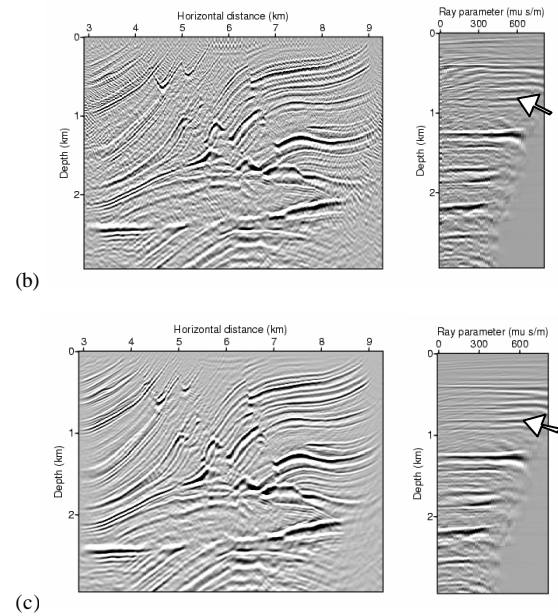 Horizontal distance (km)
3 4 5 6 7 8 9
0
1
2
Depth (km)
Ray parameter (mu s/m)
0 300 600
0
1
2
Depth (km)
(b)
Horizontal distance (km)
3 4 5 6 7 8 9
0
1
2
Depth (km)
Ray parameter (mu s/m)
0 300 600
0
1
2
Depth (km)
(c)